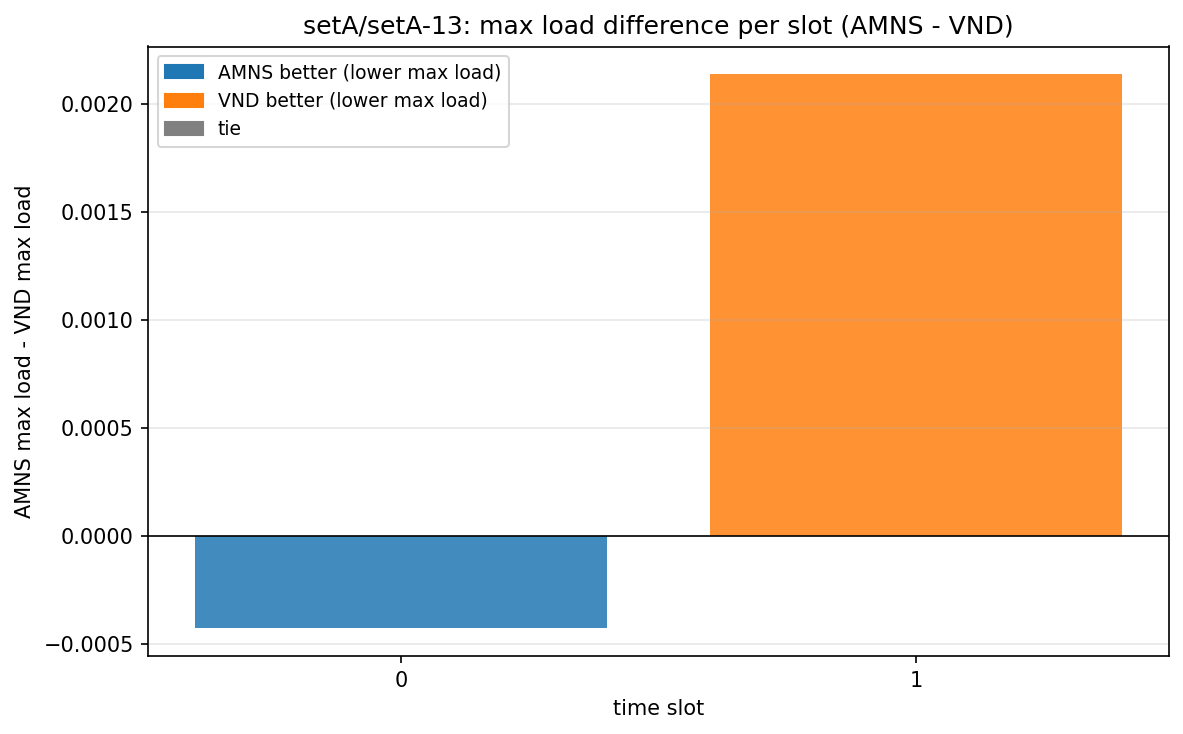 setA/setA-13: max load difference per slot (AMNS - VND)
AMNS better (lower max load)
VND better (lower max load)
tie
AMNS max load - VND max load
0.0020
0.0015
0.0010
0.0005
0.0000
−0.0005
0
1
time slot